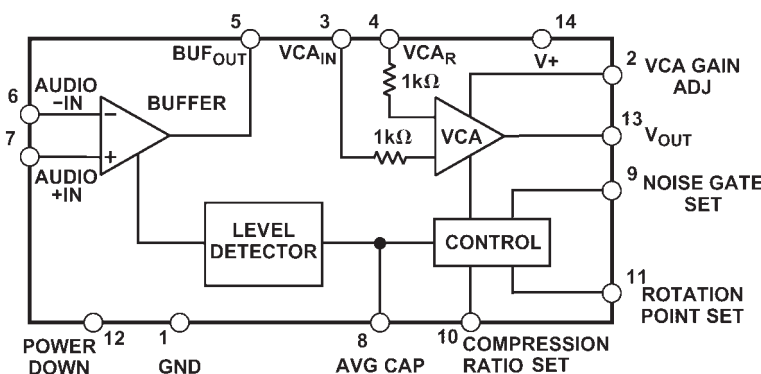 5
3
4
14
BUFOUT
VCAIN
VCAR
V+
2
VCA GAIN
ADJ
1kΩ
6
AUDIO
−IN
BUFFER
−
1kΩ
VCA
13
VOUT
7
+
AUDIO
+IN
9
NOISE GATE
SET
LEVEL
DETECTOR
CONTROL
11
ROTATION
POINT SET
POWER
DOWN
12
1
GND
8
AVG CAP
10
COMPRESSION
RATIO SET